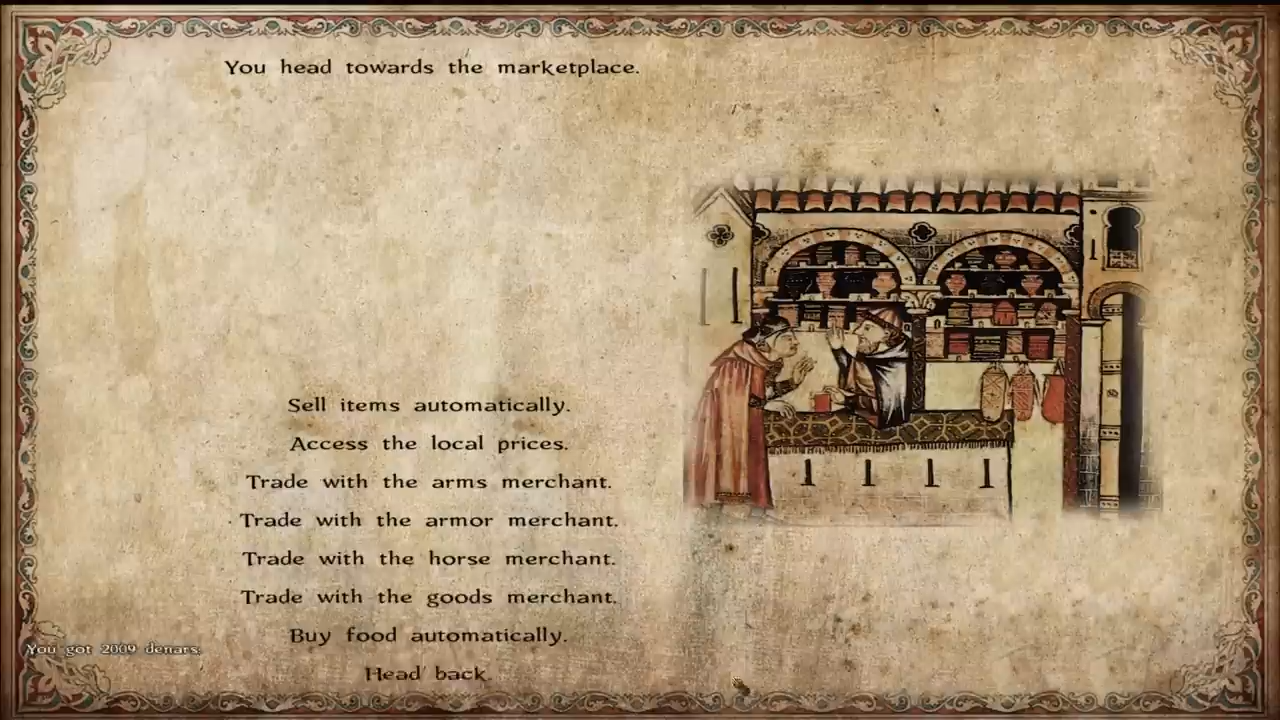 You head towards the marketplace.
Sell items automatically.
Access the local prices.
Trade with the arms merchant.
Trade with the armor merchant.
Trade with the horse merchant.
Trade with the goods merchant.
Buy food automatically.
You got 2009 denars.
Head back.